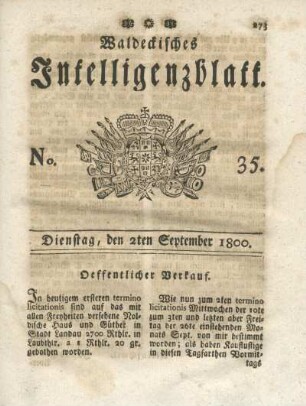 273
Waldeckisches
Intelligenzblatt.
No. 35.
Dienstag, den 2ten September 1800.
Oeffentlicher Verkauf.
In heutigem ersteren termino
licitationis sind auf das mit
allen Freyheiten versehene Nol-
dische Haus und Güther in
Stadt Landau 2700 Rthlr. in
Laubthlr. a 1 Rthlr. 20 gr.
gebothen worden.
Wie nun zum 2ten termino
licitationis Mittwochen der 10te
zum 3ten und letzten aber Frei
tag der 26te einstehenden Mo-
nats Sept. von mir bestimmt
worden; als haben Kauflustige
in diesen Tagfarthen Vormit-
tags